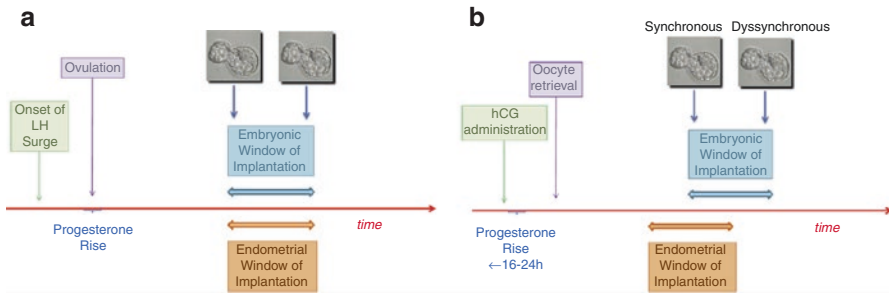 a
Ovulation
Onset of
LH
Surge
Embryonic
Window of
Implantation
time
Progesterone
Rise
Endometrial
Window of
Implantation
b
Synchronous
Dyssynchronous
Oocyte
retrieval
hCG
administration
Embryonic
Window of
Implantation
time
Progesterone
Rise
←16-24h
Endometrial
Window of
Implantation